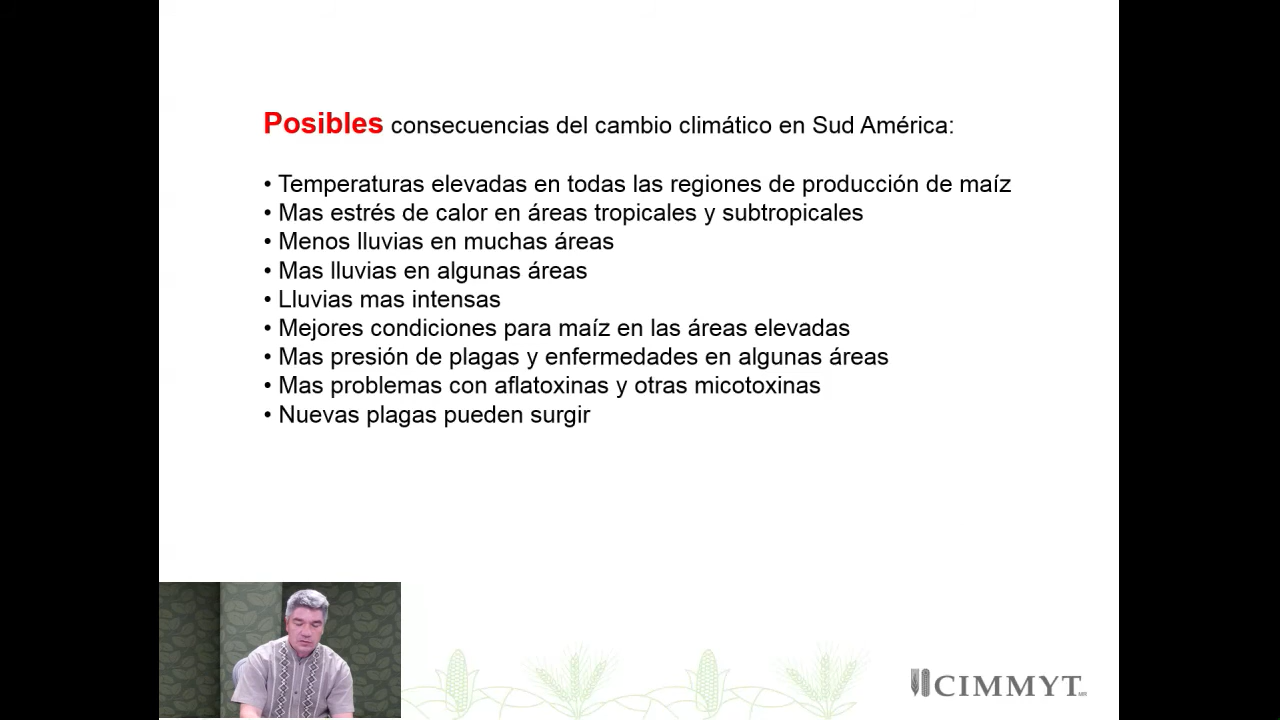 Posibles consecuencias del cambio climático en Sud América:
• Temperaturas elevadas en todas las regiones de producción de maíz
• Mas estrés de calor en áreas tropicales y subtropicales
• Menos lluvias en muchas áreas
• Mas lluvias en algunas áreas
• Lluvias mas intensas
• Mejores condiciones para maíz en las áreas elevadas
• Mas presión de plagas y enfermedades en algunas áreas
• Mas problemas con aflatoxinas y otras micotoxinas
• Nuevas plagas pueden surgir
CIMMYT. MR